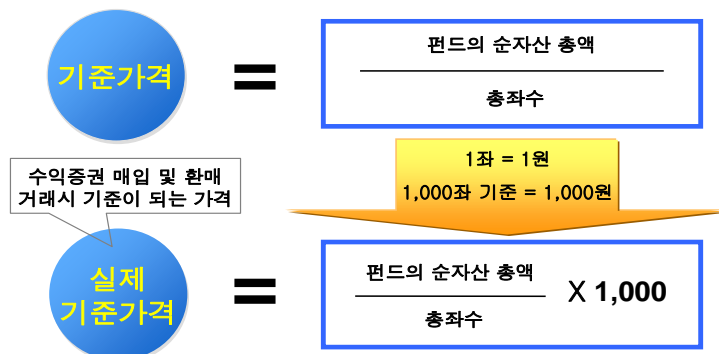 기준가격
=
펀드의 순자산 총액
총좌수
1좌 = 1원
1,000좌 기준 = 1,000원
수익증권 매입 및 환매
거래시 기준이 되는 가격
실제
기준가격
=
펀드의 순자산 총액
총좌수
X 1,000